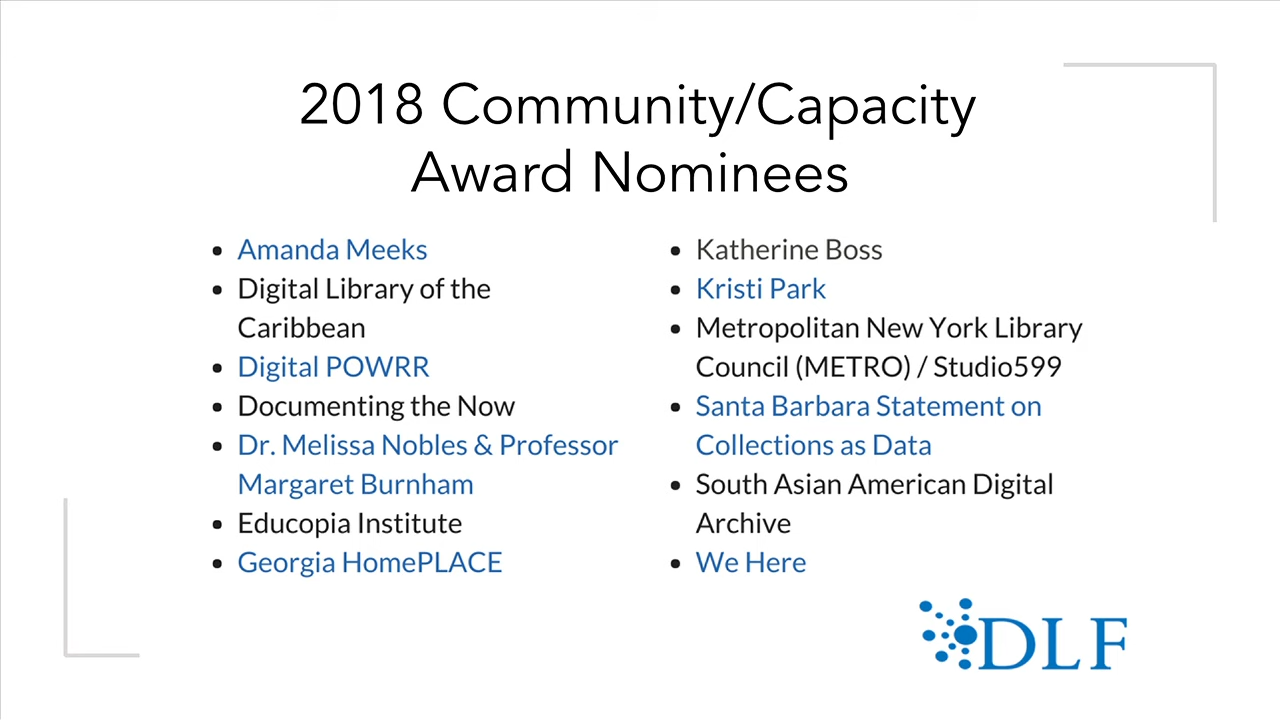 2018 Community/Capacity
Award Nominees
• Amanda Meeks
• Digital Library of the
Caribbean
• Digital POWRR
• Documenting the Now
• Dr. Melissa Nobles & Professor
Margaret Burnham
• Educopia Institute
• Georgia HomePLACE
• Katherine Boss
• Kristi Park
• Metropolitan New York Library
Council (METRO) / Studio599
• Santa Barbara Statement on
Collections as Data
• South Asian American Digital
Archive
• We Here
DLF